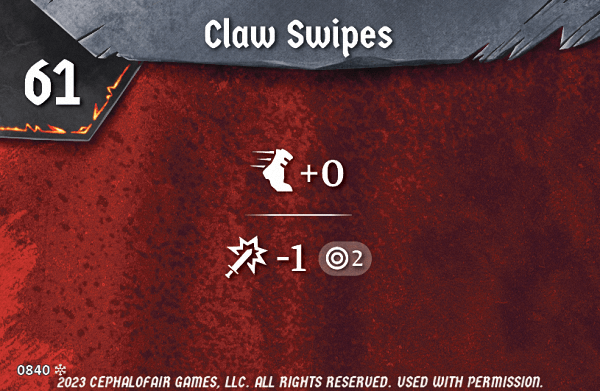 Claw Swipes
61
+0
-1 2
0840
2023 CEPHALOFAIR GAMES, LLC. ALL RIGHTS RESERVED. USED WITH PERMISSION.